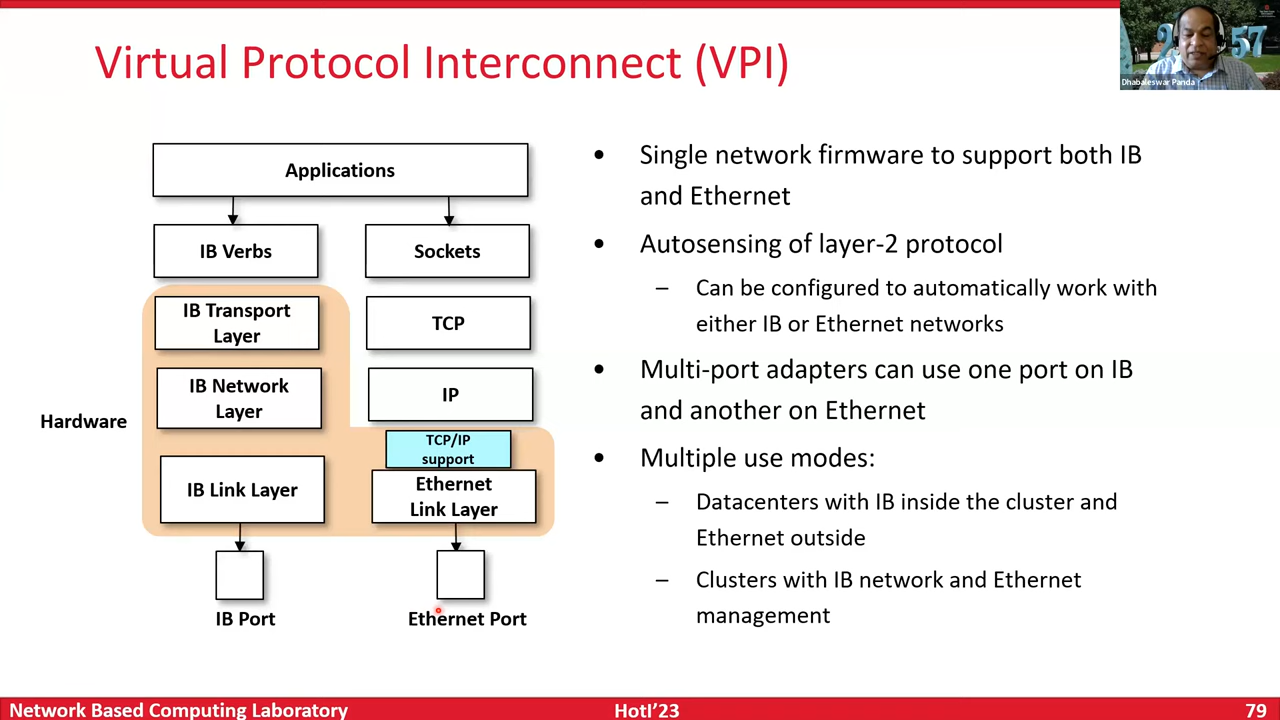 Virtual Protocol Interconnect (VPI)
57
Dhabaleswar Panda
Applications
IB Verbs
Sockets
IB Transport
Layer
TCP
IB Network
Layer
IP
Hardware
TCP/IP
support
IB Link Layer
Ethernet
Link Layer
IB Port
Ethernet Port
• Single network firmware to support both IB
and Ethernet
• Autosensing of layer-2 protocol
– Can be configured to automatically work with
either IB or Ethernet networks
• Multi-port adapters can use one port on IB
and another on Ethernet
• Multiple use modes:
– Datacenters with IB inside the cluster and
Ethernet outside
– Clusters with IB network and Ethernet
management
Network Based Computing Laboratory
HotI’23
79